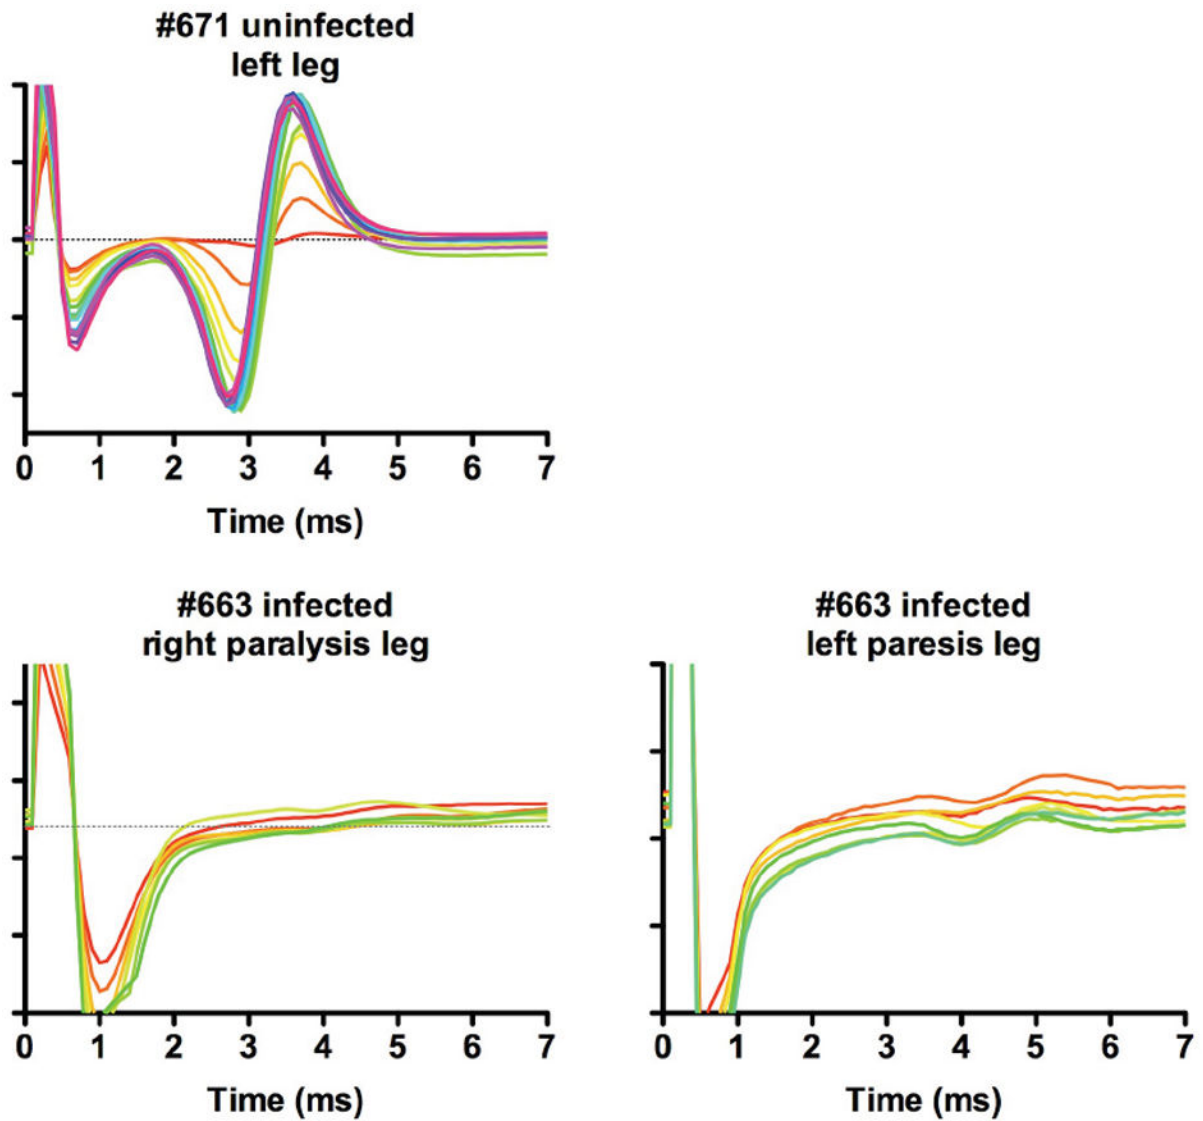 #671 uninfected
left leg
0 1 2 3 4 5 6 7
Time (ms)
#663 infected
right paralysis leg
0 1 2 3 4 5 6 7
Time (ms)
#663 infected
left paresis leg
0 1 2 3 4 5 6 7
Time (ms)